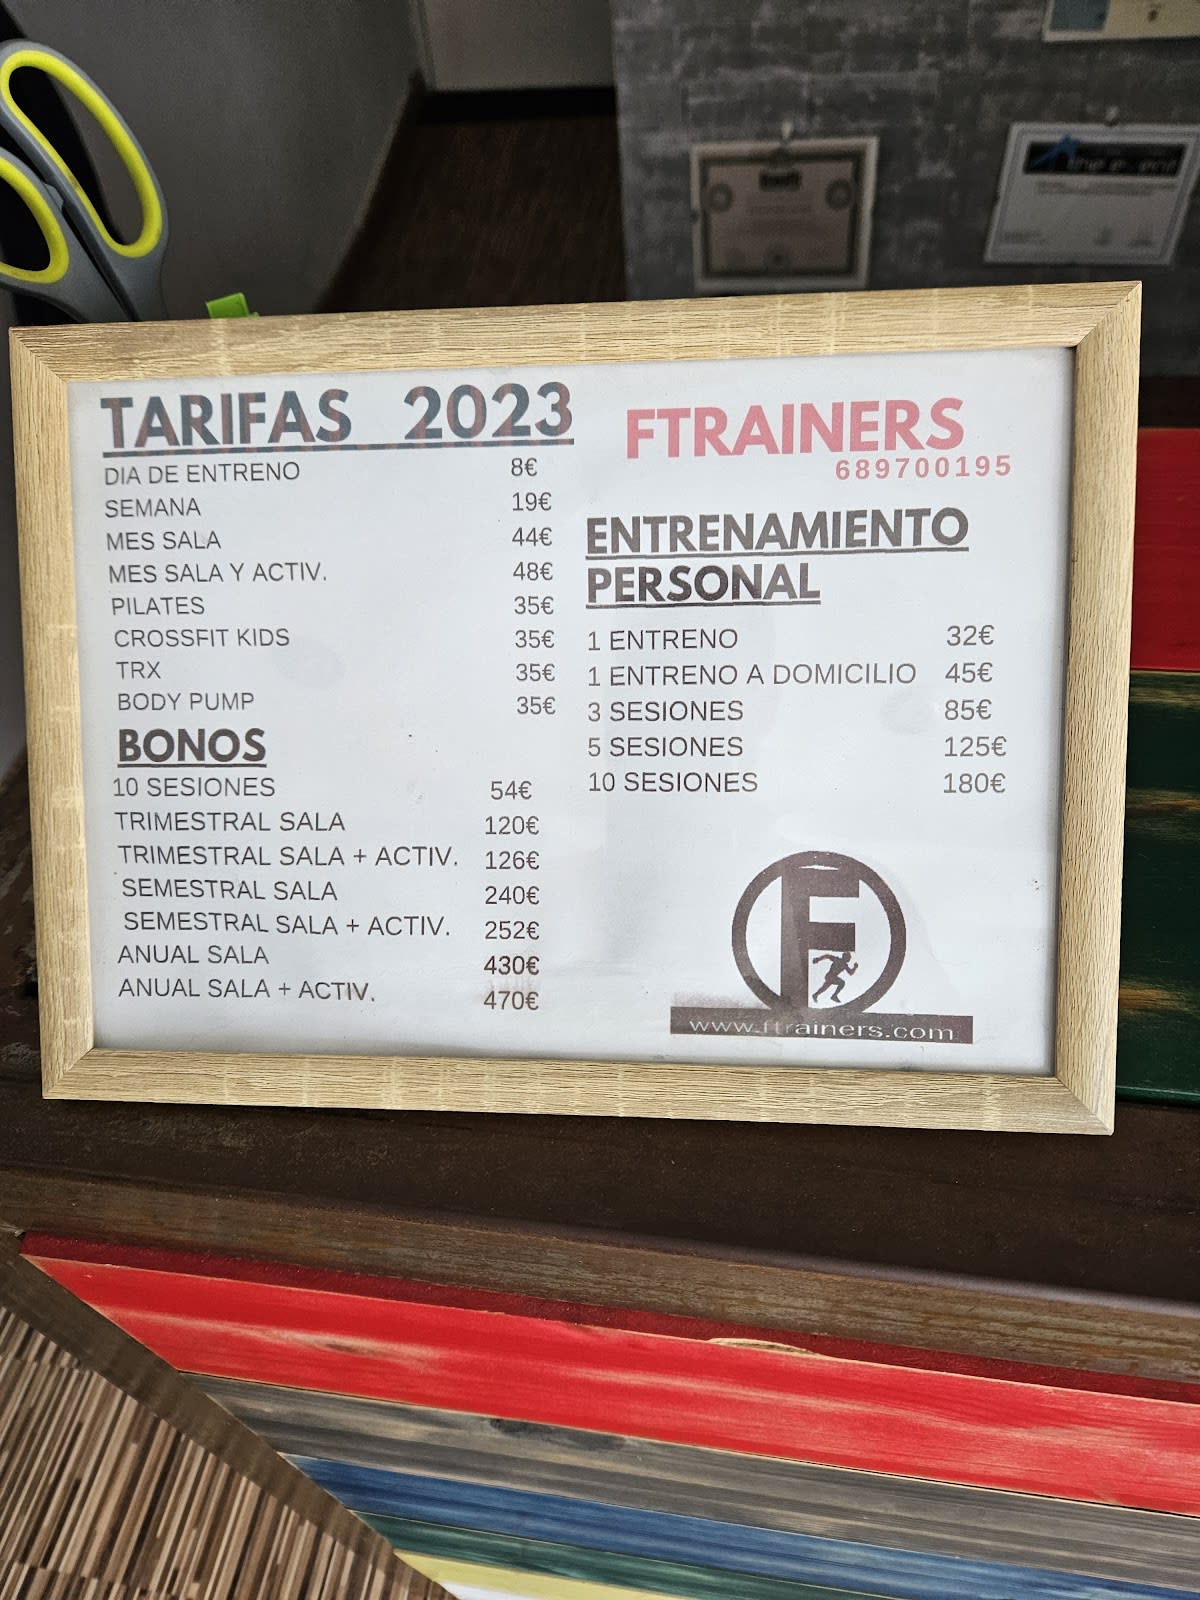 TARIFAS 2023
DIA DE ENTRENO 8€
SEMANA 19€
MES SALA 44€
MES SALA Y ACTIV. 48€
PILATES 35€
CROSSFIT KIDS 35€
TRX 35€
BODY PUMP 35€
BONOS
10 SESIONES 54€
TRIMESTRAL SALA 120€
TRIMESTRAL SALA + ACTIV. 126€
SEMESTRAL SALA 240€
SEMESTRAL SALA + ACTIV. 252€
ANUAL SALA 430€
ANUAL SALA + ACTIV. 470€
FTRAINERS
689700195
ENTRENAMIENTO
PERSONAL
1 ENTRENO 32€
1 ENTRENO A DOMICILIO 45€
3 SESIONES 85€
5 SESIONES 125€
10 SESIONES 180€
F
www.ftrainers.com